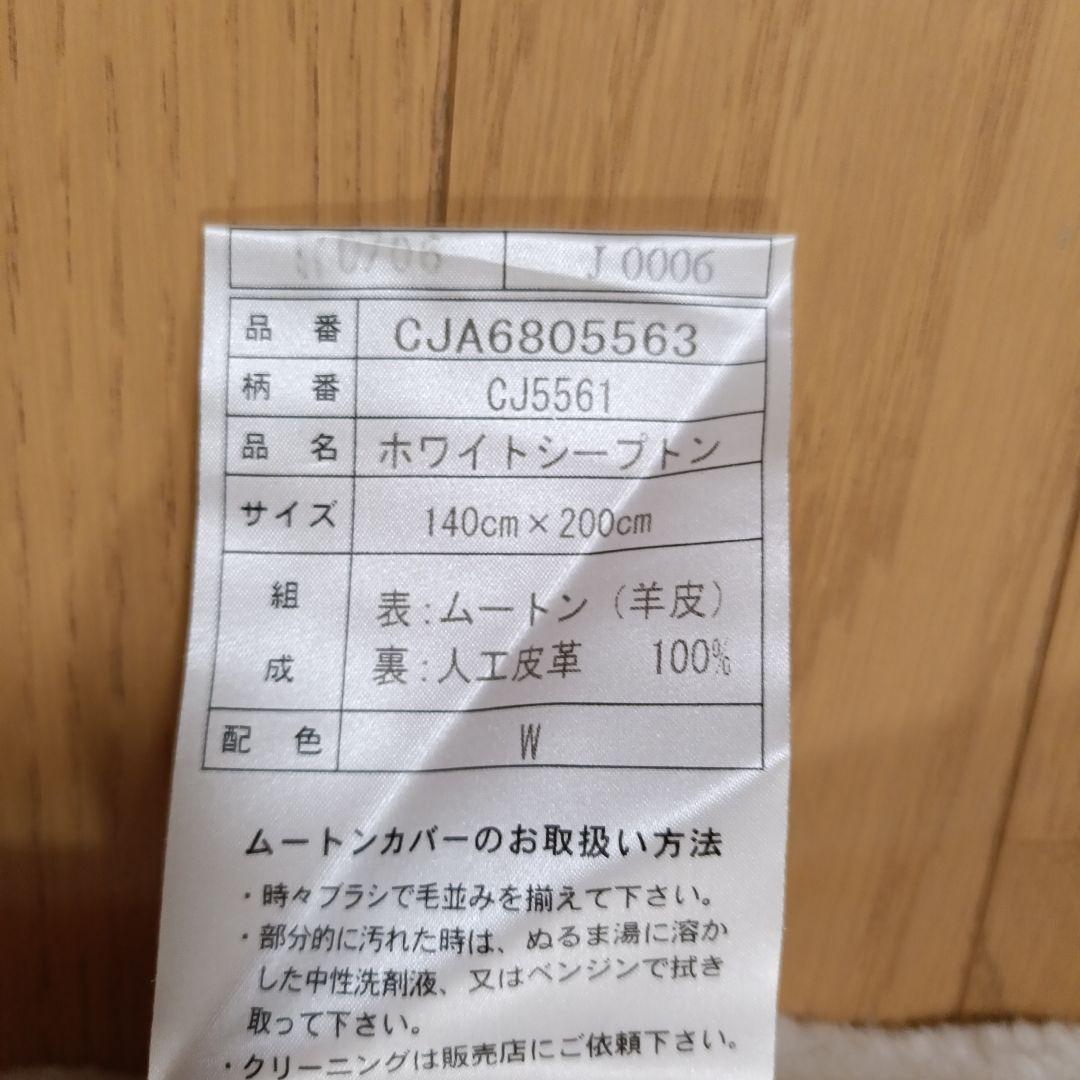 J 0006
品番 CJA6805563
柄番 CJ5561
品名 ホワイトシープトン
サイズ 140cm×200cm
組成 表:ムートン(羊皮)
裏:人工皮革 100%
配色 W
ムートンカバーのお取扱い方法
・時々ブラシで毛並みを揃えて下さい。
・部分的に汚れた時は、ぬるま湯に溶か
した中性洗剤液、又はベンジンで拭き
取って下さい。
・クリーニングは販売店にご依頼下さい。